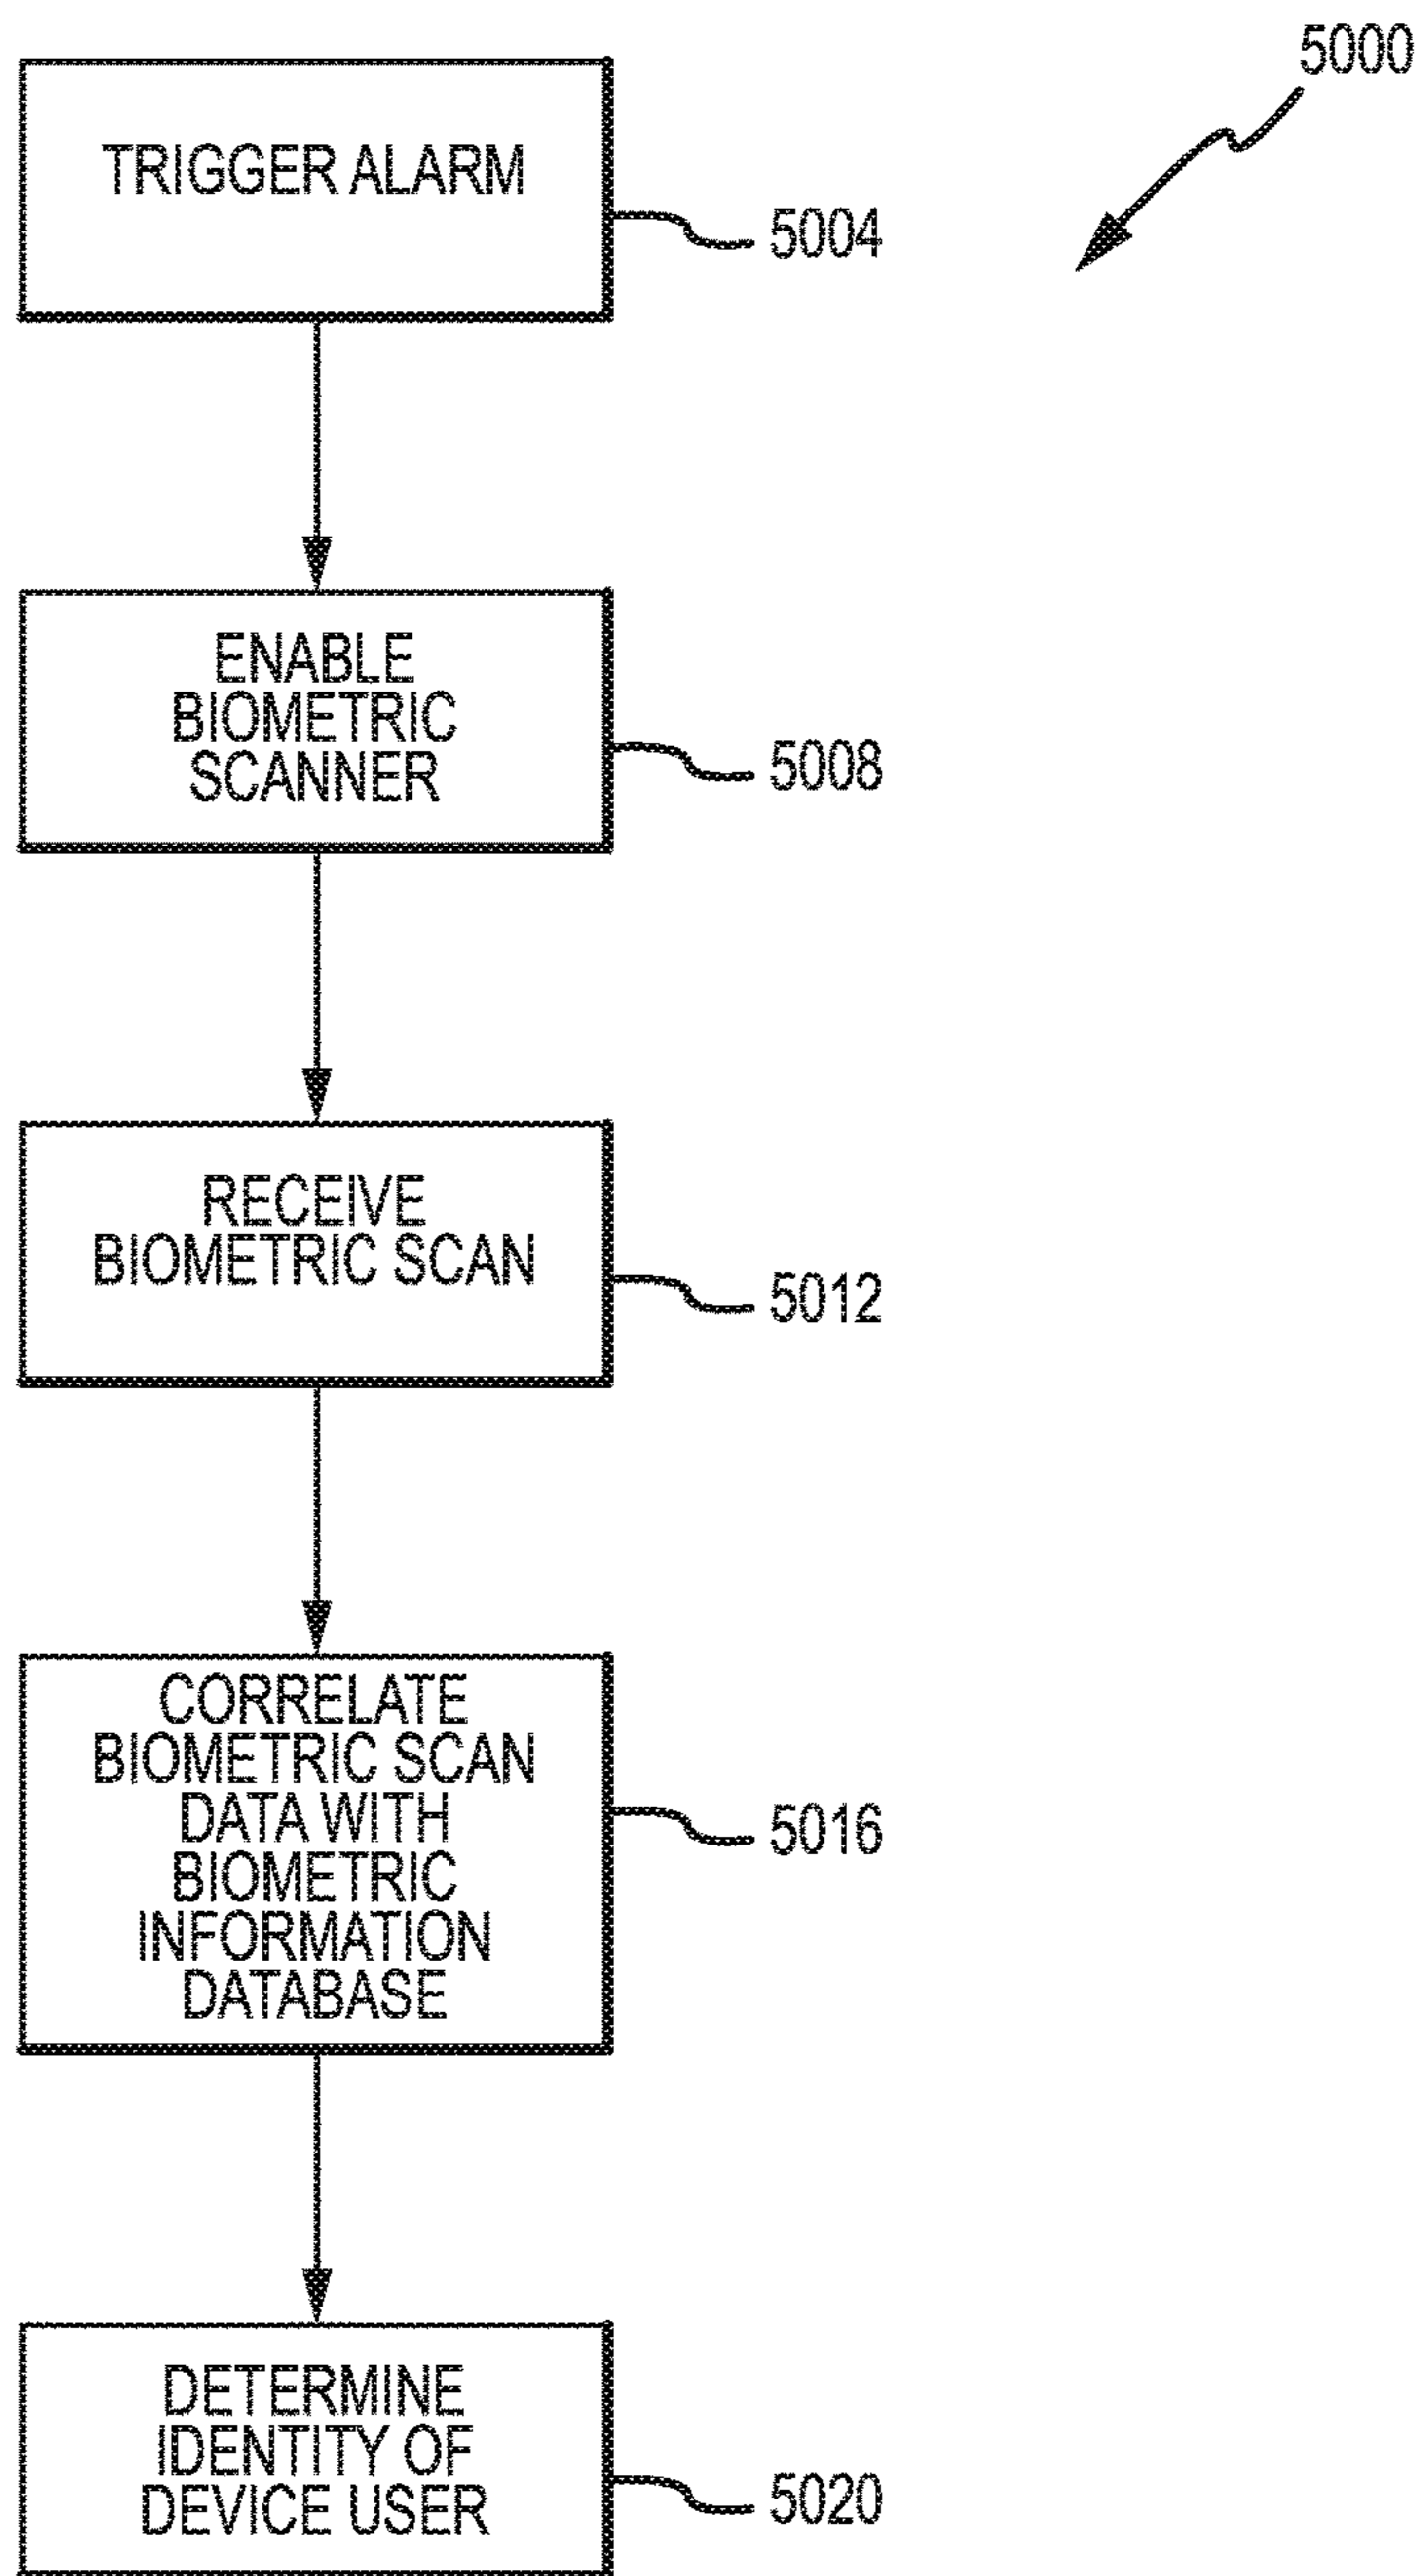 5000
TRIGGER ALARM
5004
ENABLE
BIOMETRIC
SCANNER
5008
RECEIVE
BIOMETRIC SCAN
5012
CORRELATE
BIOMETRIC SCAN
DATA WITH
BIOMETRIC
INFORMATION
DATABASE
5016
DETERMINE
IDENTITY OF
DEVICE USER
5020